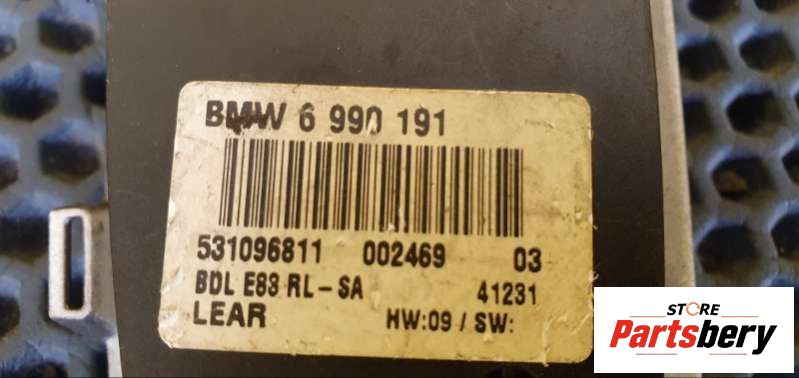 BMW 6 990 191
531096811 002469 03
BDL E83 RL-SA 41231
LEAR HW:09 / SW:
STORE
Partsbery